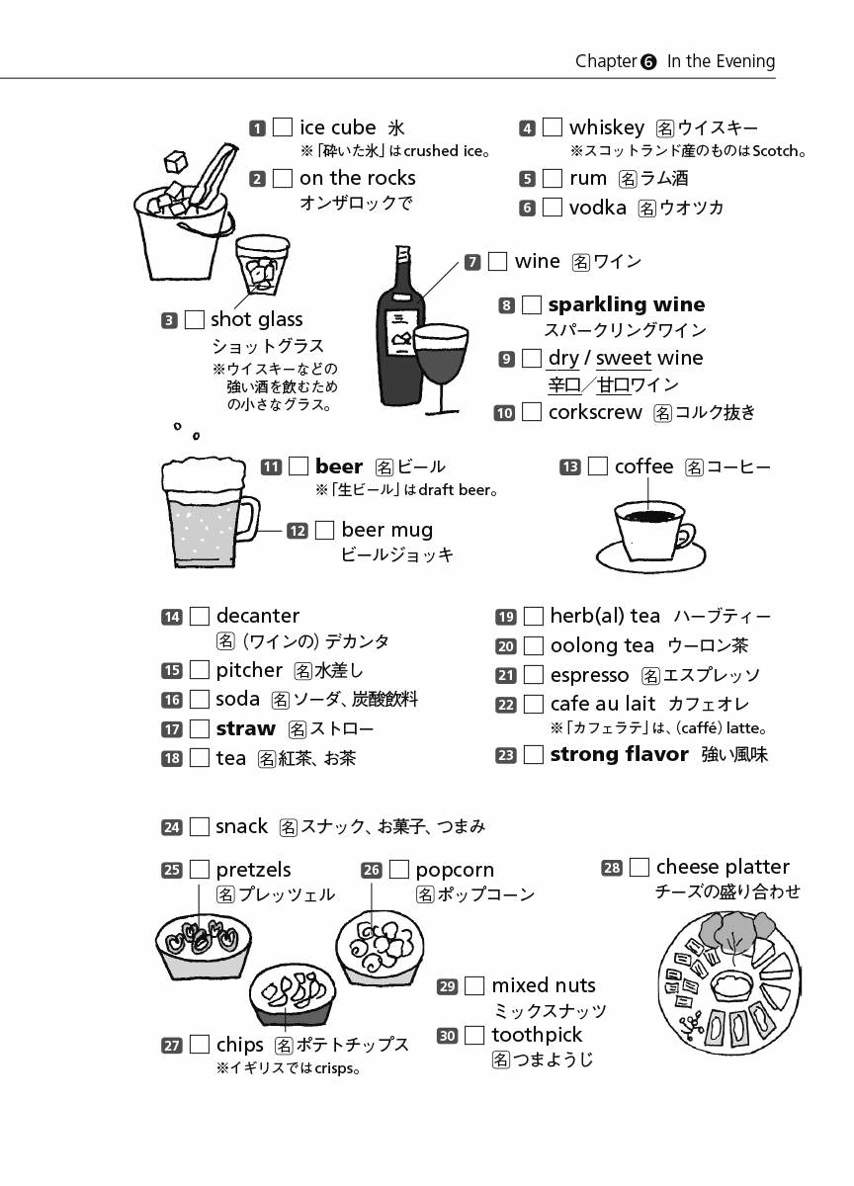 Chapter❻ In the Evening
1 □ ice cube 氷
※「砕いた氷」はcrushed ice。
2 □ on the rocks
オンザロックで
3 □ shot glass
ショットグラス
※ウイスキーなどの
強い酒を飲むため
の小さなグラス。
4 □ whiskey 名ウイスキー
※スコットランド産のものはScotch。
5 □ rum 名ラム酒
6 □ vodka 名ウオツカ
7 □ wine 名ワイン
8 □ sparkling wine
スパークリングワイン
9 □ dry / sweet wine
辛口／甘口ワイン
10 □ corkscrew 名コルク抜き
11 □ beer 名ビール
※「生ビール」はdraft beer。
12 □ beer mug
ビールジョッキ
13 □ coffee 名コーヒー
14 □ decanter
名（ワインの）デカンタ
15 □ pitcher 名水差し
16 □ soda 名ソーダ、炭酸飲料
17 □ straw 名ストロー
18 □ tea 名紅茶、お茶
19 □ herb(al) tea ハーブティー
20 □ oolong tea ウーロン茶
21 □ espresso 名エスプレッソ
22 □ cafe au lait カフェオレ
※「カフェラテ」は、（caffé）latte。
23 □ strong flavor 強い風味
24 □ snack 名スナック、お菓子、つまみ
25 □ pretzels
名プレッツェル
26 □ popcorn
名ポップコーン
27 □ chips 名ポテトチップス
※イギリスではcrisps。
28 □ cheese platter
チーズの盛り合わせ
29 □ mixed nuts
ミックスナッツ
30 □ toothpick
名つまようじ